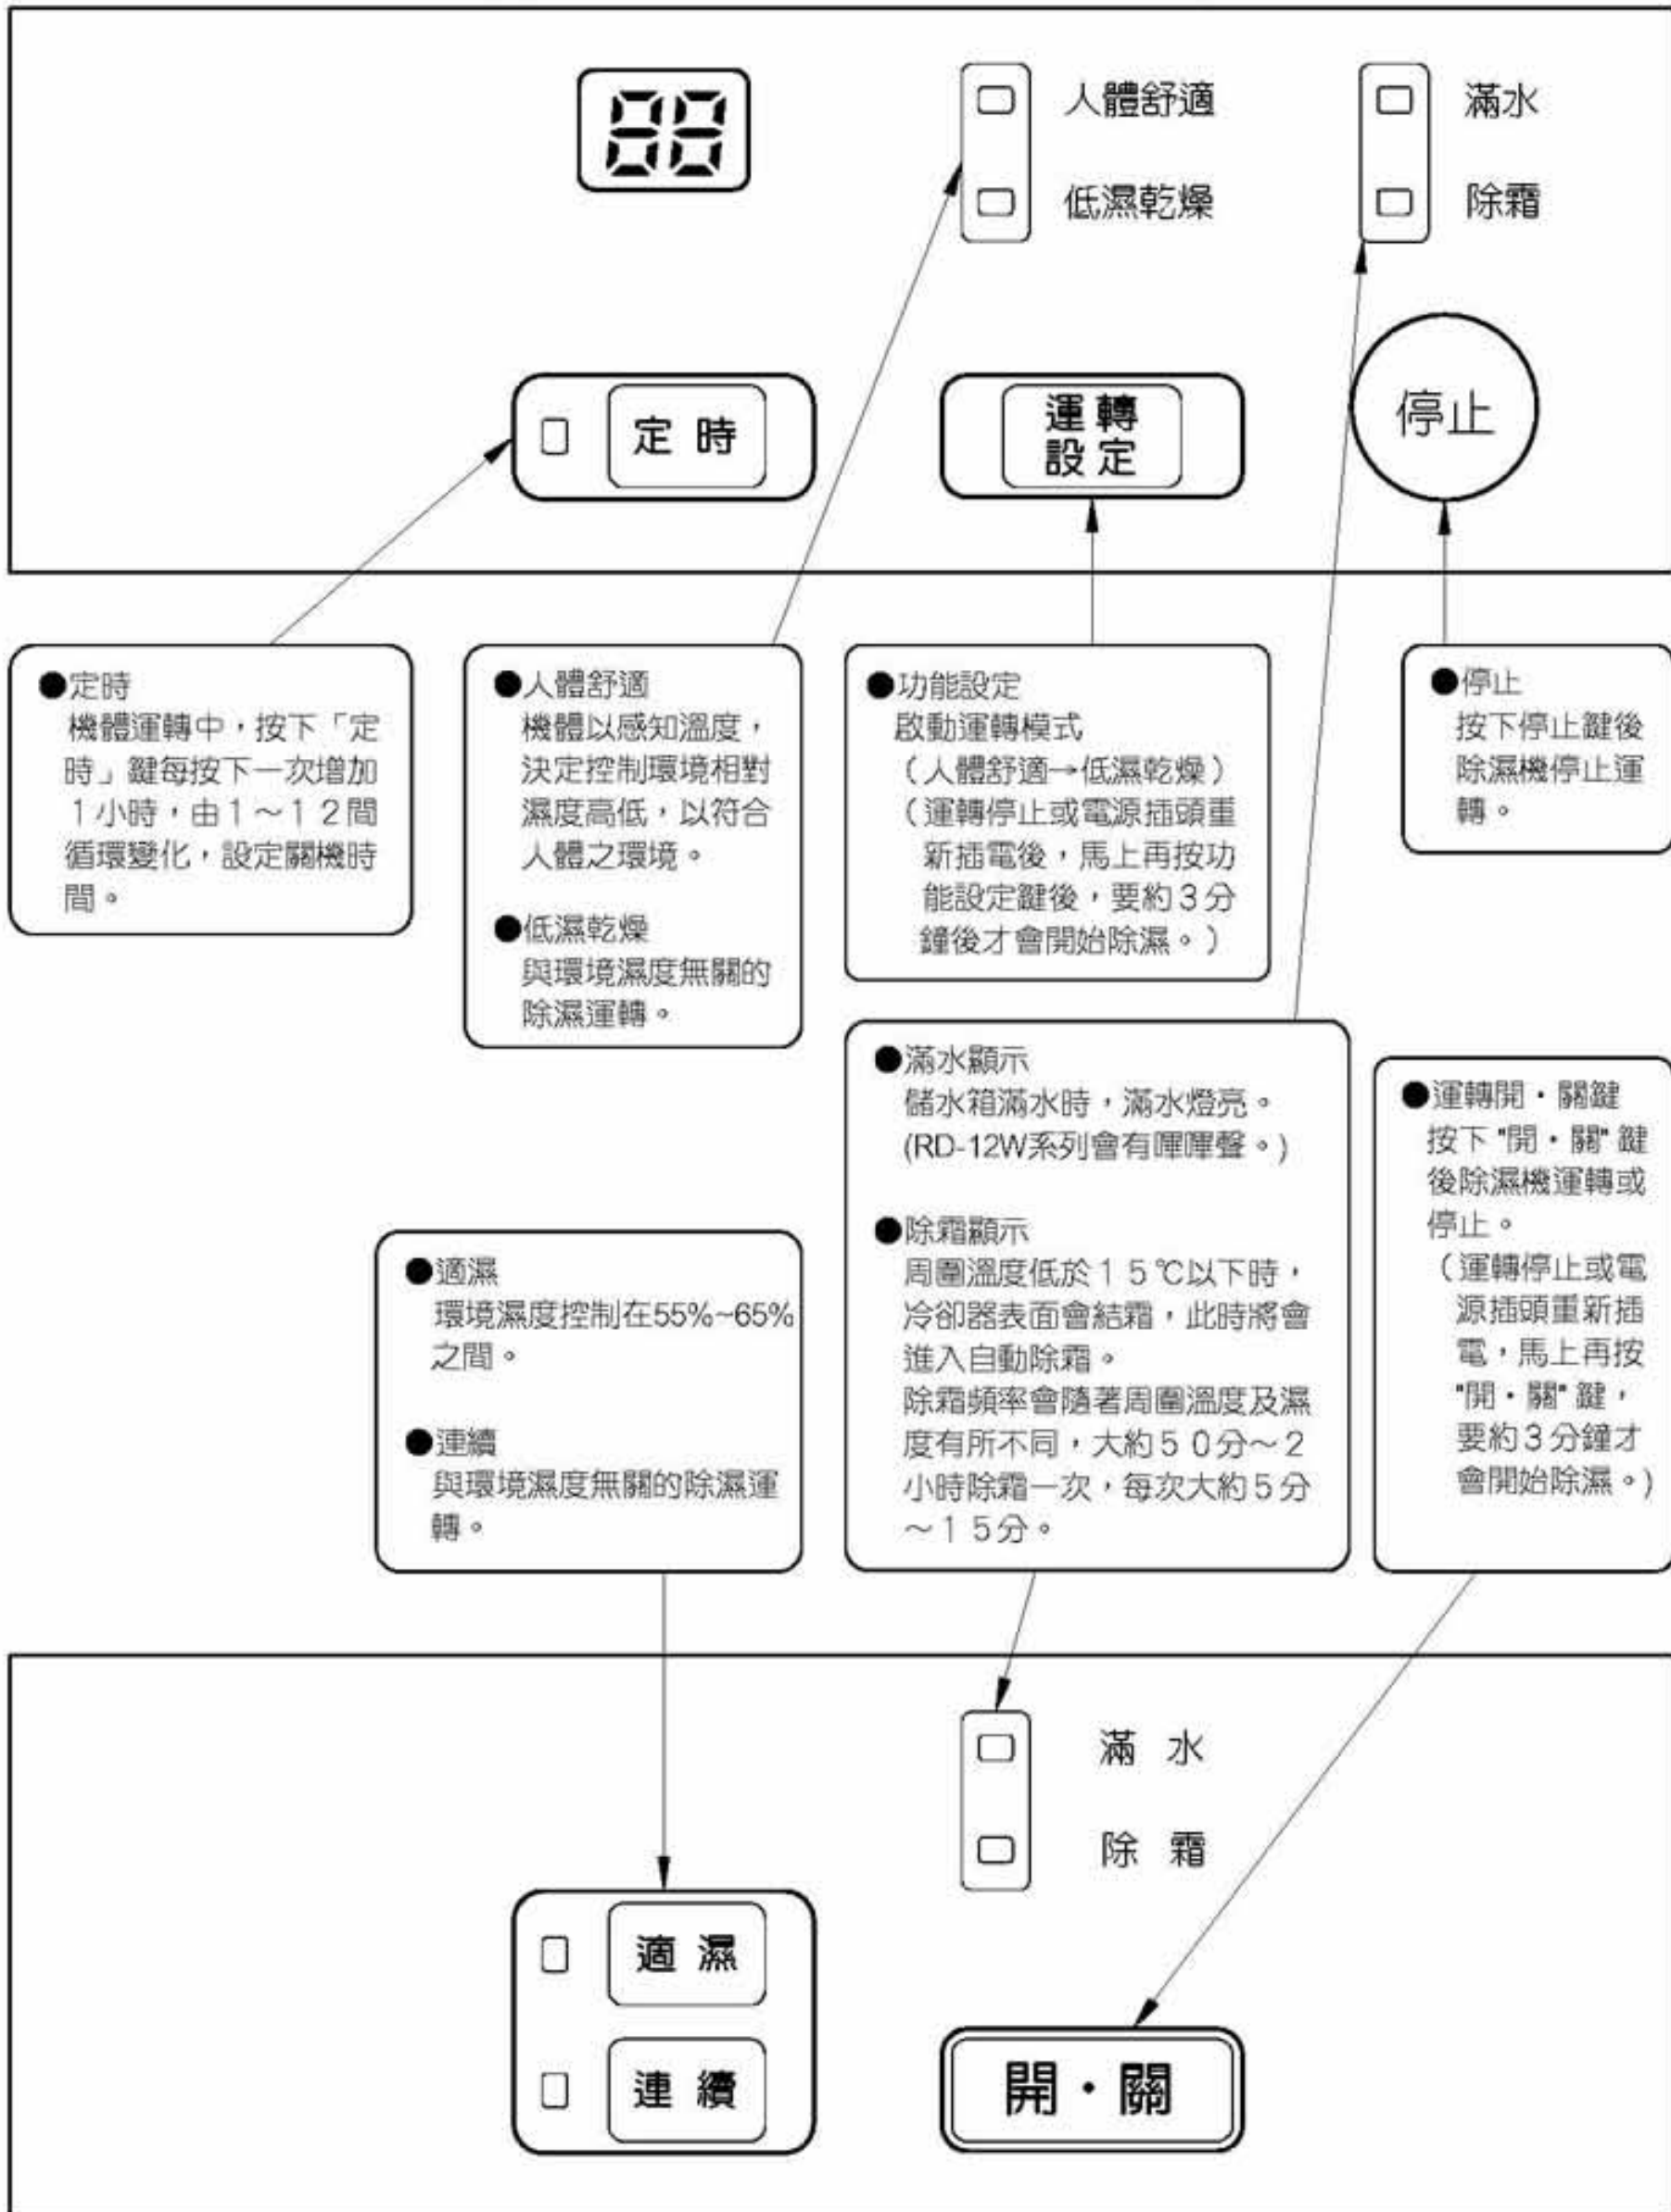 88
人體舒適
低濕乾燥
滿水
除霜
定時
運轉
設定
停止
●定時
機體運轉中，按下「定
時」鍵每按下一次增加
1小時，由1～12間
循環變化，設定關機時
間。
●人體舒適
機體以感知溫度，
決定控制環境相對
濕度高低，以符合
人體之環境。
●低濕乾燥
與環境濕度無關的
除濕運轉。
●功能設定
啟動運轉模式
（人體舒適→低濕乾燥）
（運轉停止或電源插頭重
新插電後，馬上再按功
能設定鍵後，要約3分
鐘後才會開始除濕。）
●停止
按下停止鍵後
除濕機停止運
轉。
●滿水顯示
儲水箱滿水時，滿水燈亮。
(RD-12W系列會有嗶嗶聲。)
●除霜顯示
周圍溫度低於15℃以下時，
冷卻器表面會結霜，此時將會
進入自動除霜。
除霜頻率會隨著周圍溫度及濕
度有所不同，大約50分～2
小時除霜一次，每次大約5分
～15分。
●運轉開・關鍵
按下"開・關"鍵
後除濕機運轉或
停止。
（運轉停止或電
源插頭重新插
電，馬上再按
"開・關"鍵，
要約3分鐘才
會開始除濕。)
●適濕
環境濕度控制在55%~65%
之間。
●連續
與環境濕度無關的除濕運
轉。
滿水
除霜
適濕
連續
開・關